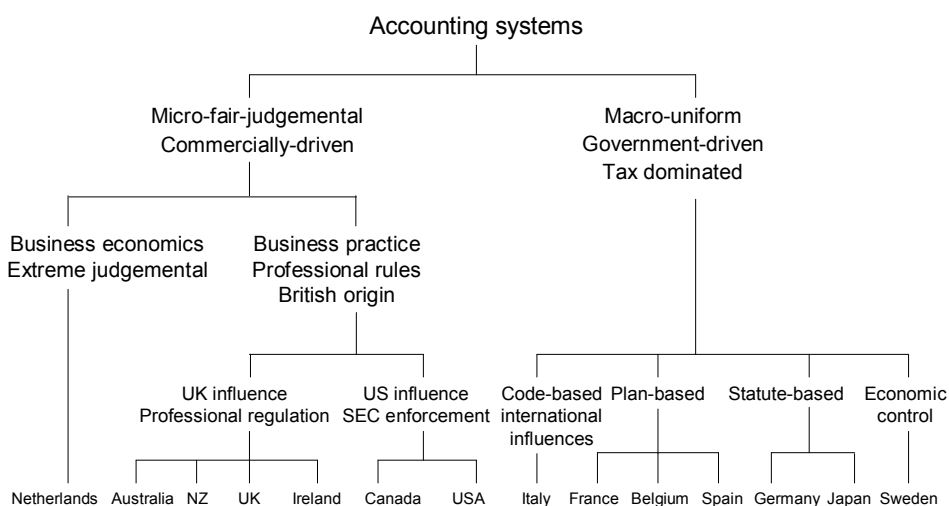 Accounting systems
Micro-fair-judgemental
Commercially-driven
Macro-uniform
Government-driven
Tax dominated
Business economics
Extreme judgemental
Business practice
Professional rules
British origin
UK influence
Professional regulation
US influence
SEC enforcement
Code-based
international
influences
Plan-based
Statute-based
Economic
control
Netherlands
Australia
NZ
UK
Ireland
Canada
USA
Italy
France
Belgium
Spain
Germany
Japan
Sweden